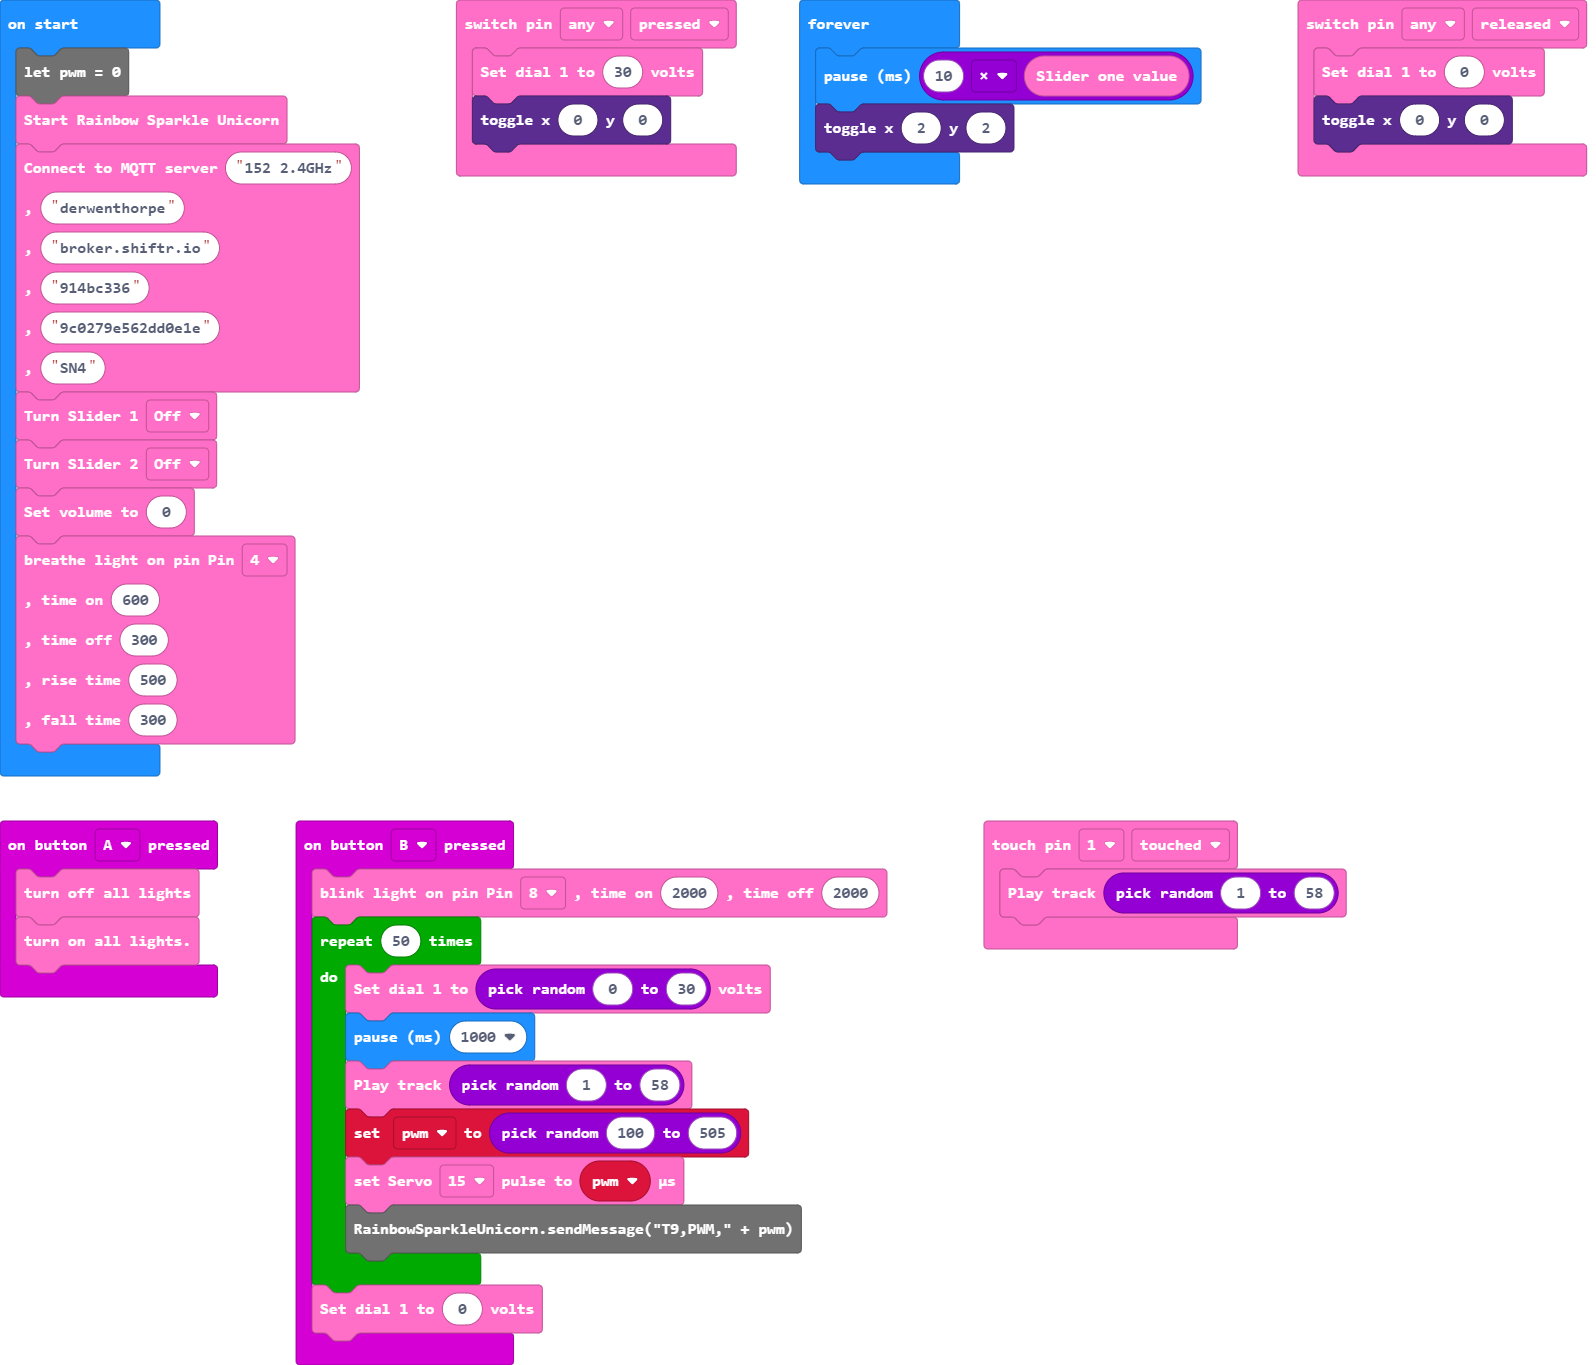 on start
let pwm = 0
Start Rainbow Sparkle Unicorn
Connect to MQTT server "152 2.4GHz"
, "derwenthorpe"
, "broker.shiftr.io"
, "914bc336"
, "9c0279e562dd0e1e"
, "SN4"
Turn Slider 1 Off
Turn Slider 2 Off
Set volume to 0
breathe light on pin Pin 4
, time on 600
, time off 300
, rise time 500
, fall time 300
switch pin any pressed
Set dial 1 to 30 volts
toggle x 0 y 0
forever
pause (ms) 10 × Slider one value
toggle x 2 y 2
switch pin any released
Set dial 1 to 0 volts
toggle x 0 y 0
on button A pressed
turn off all lights
turn on all lights.
on button B pressed
blink light on pin Pin 8 , time on 2000 , time off 2000
repeat 50 times
do
Set dial 1 to pick random 0 to 30 volts
pause (ms) 1000
Play track pick random 1 to 58
set pwm to pick random 100 to 505
set Servo 15 pulse to pwm µs
RainbowSparkleUnicorn.sendMessage("T9,PWM," + pwm)
Set dial 1 to 0 volts
touch pin 1 touched
Play track pick random 1 to 58